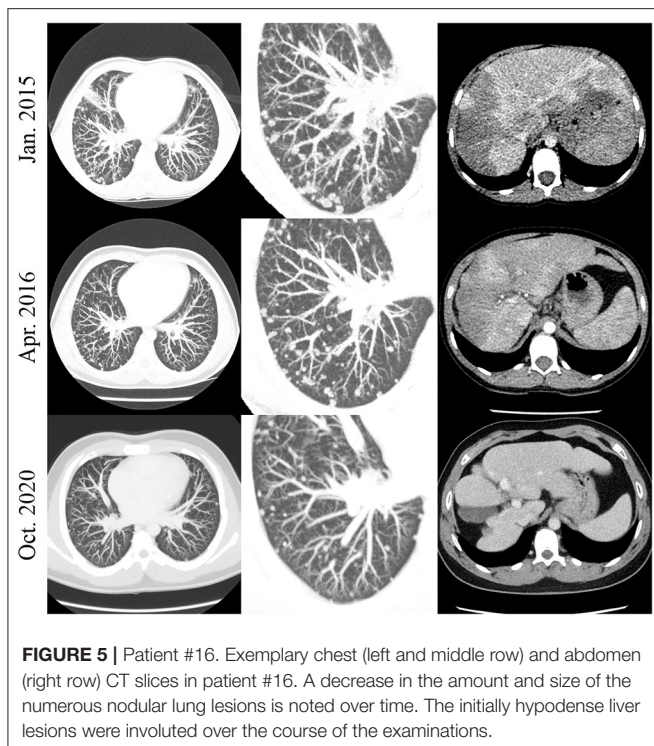 Jan. 2015
Apr. 2016
Oct. 2020
FIGURE 5 | Patient #16. Exemplary chest (left and middle row) and abdomen
(right row) CT slices in patient #16. A decrease in the amount and size of the
numerous nodular lung lesions is noted over time. The initially hypodense liver
lesions were involuted over the course of the examinations.